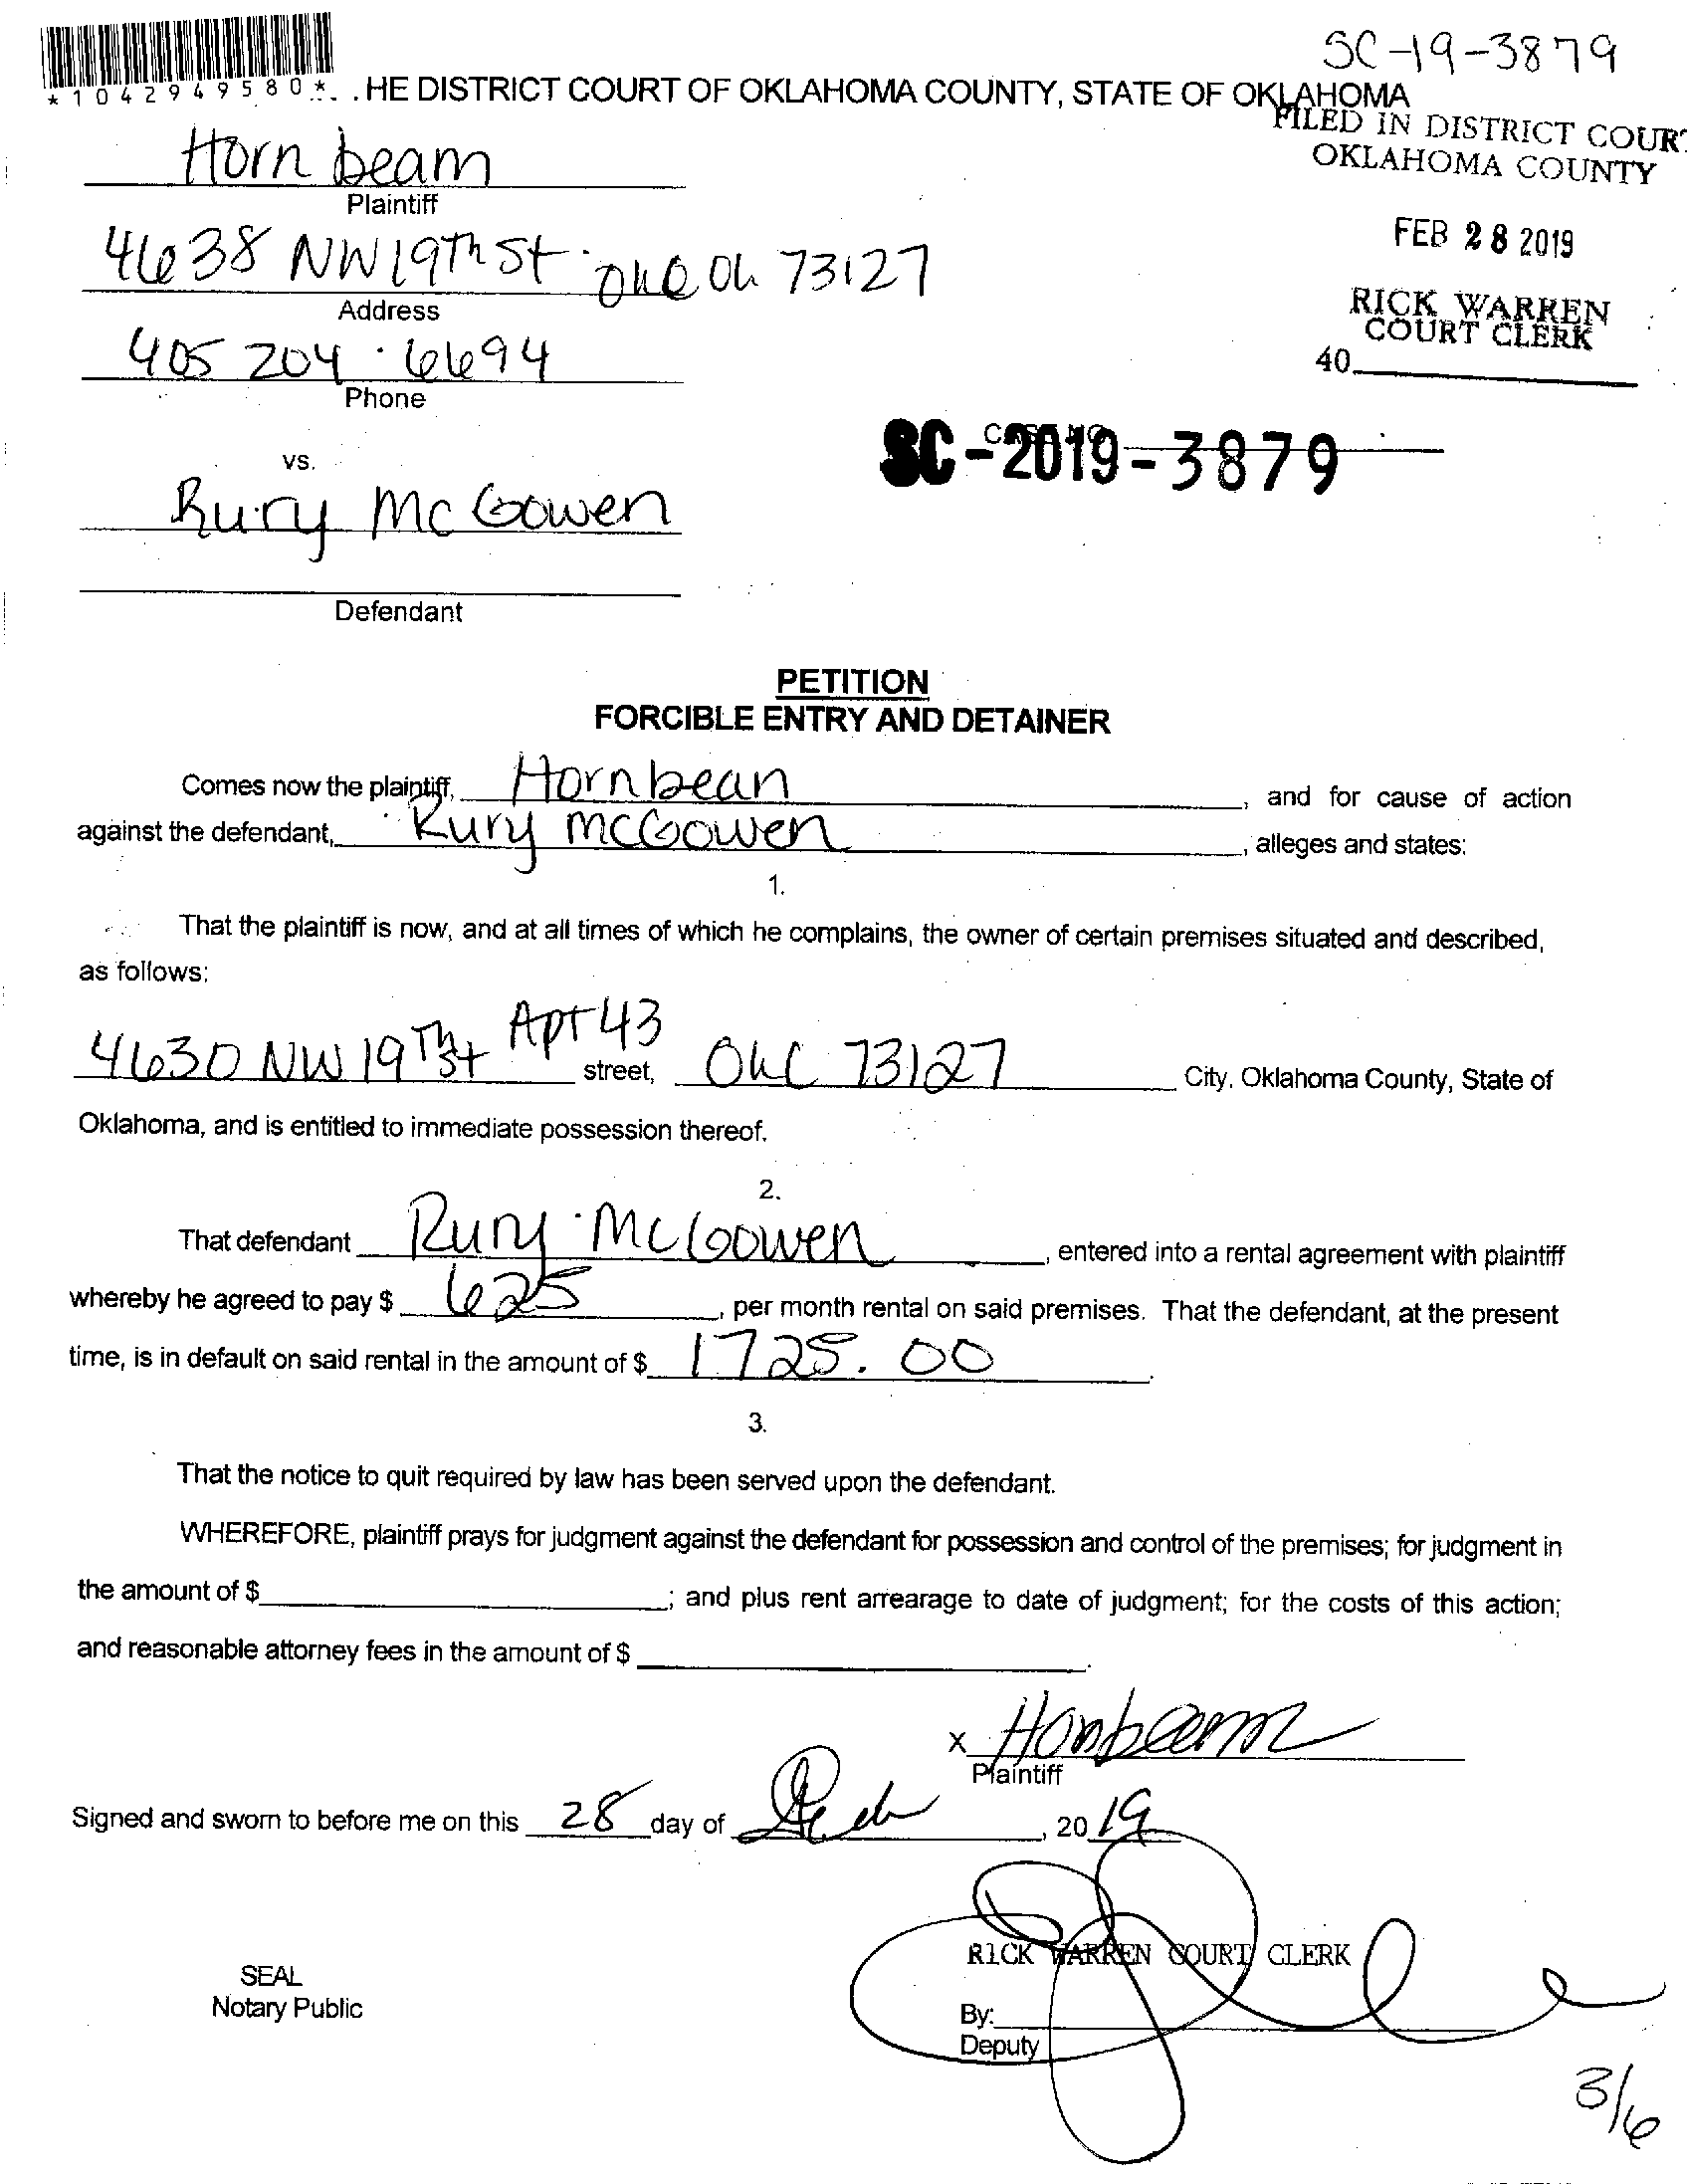 SC-19-3879
*1042949580*
HE DISTRICT COURT OF OKLAHOMA COUNTY, STATE OF OKLAHOMA
FILED IN DISTRICT COURT
OKLAHOMA COUNTY
Horn beam
Plaintiff
FEB 28 2019
4638 NW 19Th St OKC Ok 73127
Address
RICK WARREN
COURT CLERK
405 204 · 6694
40
Phone
SC-2019-3879
CASE NO.
vs.
Rury McGowen
Defendant
PETITION
FORCIBLE ENTRY AND DETAINER
Comes now the plaintiff, Hornbean, and for cause of action
against the defendant, Rury McGowen, alleges and states:
1.
That the plaintiff is now, and at all times of which he complains, the owner of certain premises situated and described,
as follows:
4630 NW 19Th St Apt 43 street, OKC 73127 City, Oklahoma County, State of
Oklahoma, and is entitled to immediate possession thereof.
2.
That defendant Rury McGowen, entered into a rental agreement with plaintiff
whereby he agreed to pay $ 625, per month rental on said premises. That the defendant, at the present
time, is in default on said rental in the amount of $ 1725.00.
3.
That the notice to quit required by law has been served upon the defendant.
WHEREFORE, plaintiff prays for judgment against the defendant for possession and control of the premises; for judgment in
the amount of $; and plus rent arrearage to date of judgment; for the costs of this action;
and reasonable attorney fees in the amount of $.
x Hornbeam
Plaintiff
Signed and sworn to before me on this 28 day of Feb, 2019
RICK WARREN COURT CLERK
SEAL
Notary Public
By:
Deputy
3/6